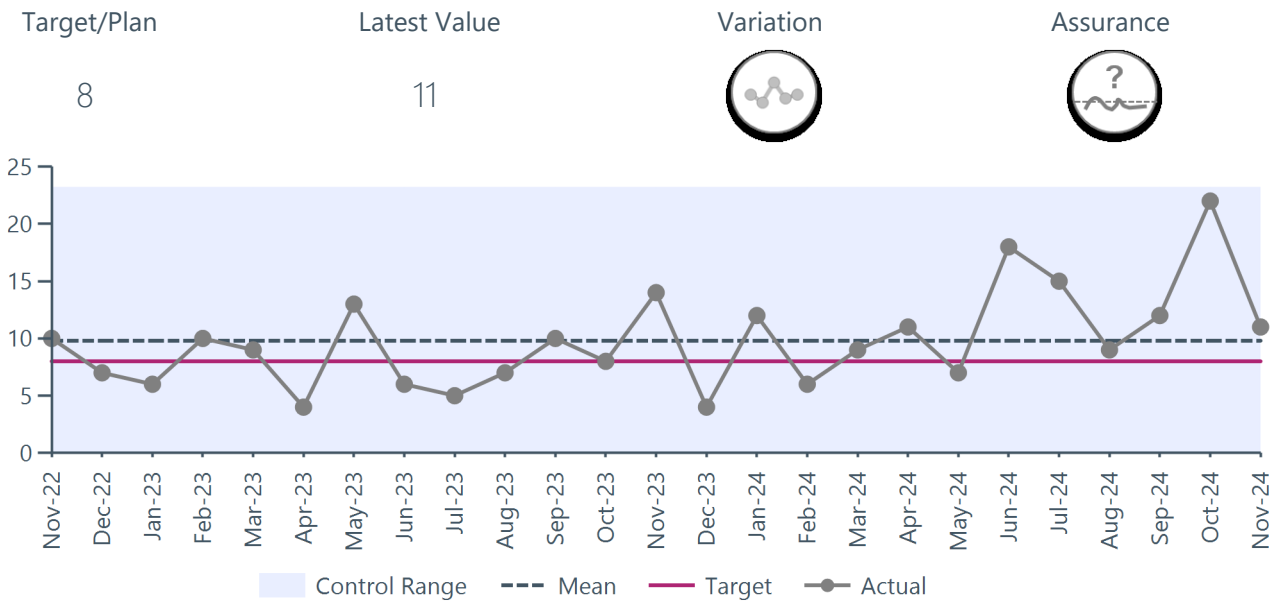 Target/Plan Latest Value Variation Assurance
8 11
?
25
20
15
10
5
0
Nov-22 Dec-22 Jan-23 Feb-23 Mar-23 Apr-23 May-23 Jun-23 Jul-23 Aug-23 Sep-23 Oct-23 Nov-23 Dec-23 Jan-24 Feb-24 Mar-24 Apr-24 May-24 Jun-24 Jul-24 Aug-24 Sep-24 Oct-24 Nov-24
Control Range Mean Target Actual